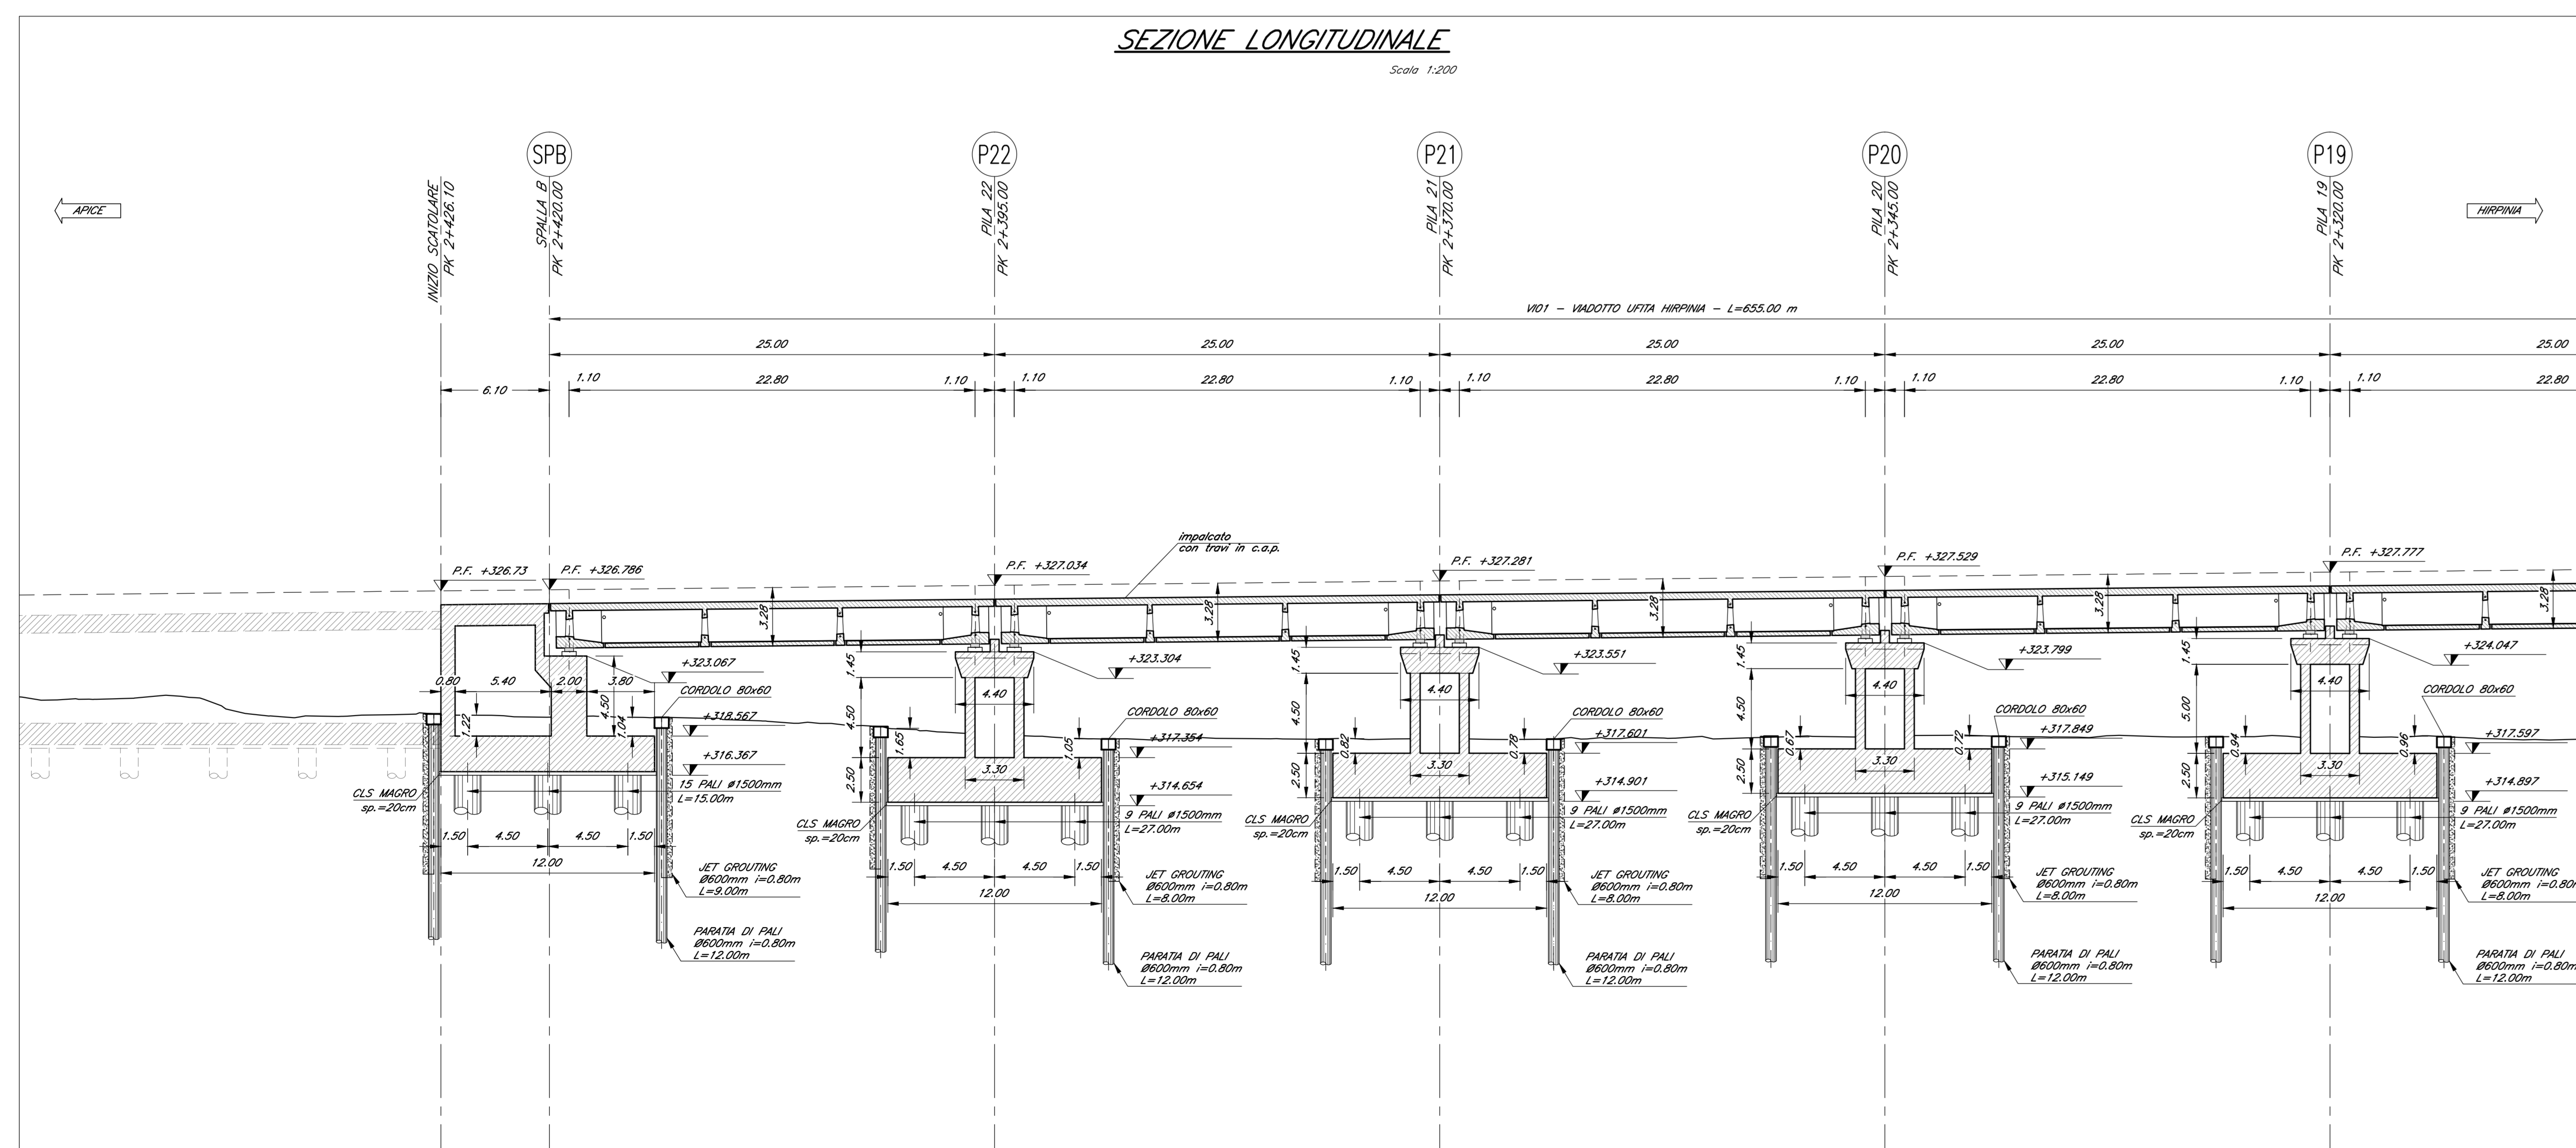 SEZIONE LONGITUDINALE
Scala 1:200
SPB
P22
P21
P20
P19
APICE
HIRPINIA
INIZIO SCATOLARE
PK 2+426.10
SPALLA B
PK 2+420.00
PILA 22
PK 2+395.00
PILA 21
PK 2+370.00
PILA 20
PK 2+345.00
PILA 19
PK 2+320.00
VI01 - VIADOTTO UFITA HIRPINIA - L=655.00 m
25.00 25.00 25.00 25.00 25.00
6.10 1.10 22.80 1.10 1.10 22.80 1.10 1.10 22.80 1.10 1.10 22.80 1.10 1.10 22.80
impalcato
con travi in c.a.p.
P.F. +326.73
P.F. +326.786
P.F. +327.034
P.F. +327.281
P.F. +327.529
P.F. +327.777
3.28
3.28
3.28
3.28
3.28
0.80 5.40 2.00 3.80
4.50
1.22
1.04
+323.067
CORDOLO 80x60
+318.567
+316.367
15 PALI Ø1500mm
L=15.00m
CLS MAGRO
sp.=20cm
1.50 4.50 4.50 1.50
12.00
JET GROUTING
Ø600mm i=0.80m
L=9.00m
PARATIA DI PALI
Ø600mm i=0.80m
L=12.00m
1.45
4.50
2.50
4.40
3.30
1.65
1.05
+323.304
CORDOLO 80x60
+317.354
+314.654
9 PALI Ø1500mm
L=27.00m
CLS MAGRO
sp.=20cm
1.50 4.50 4.50 1.50
12.00
JET GROUTING
Ø600mm i=0.80m
L=8.00m
PARATIA DI PALI
Ø600mm i=0.80m
L=12.00m
1.45
4.50
2.50
4.40
3.30
0.82
0.78
+323.551
CORDOLO 80x60
+317.601
+314.901
9 PALI Ø1500mm
L=27.00m
CLS MAGRO
sp.=20cm
1.50 4.50 4.50 1.50
12.00
JET GROUTING
Ø600mm i=0.80m
L=8.00m
PARATIA DI PALI
Ø600mm i=0.80m
L=12.00m
1.45
4.50
2.50
4.40
3.30
0.67
0.72
+323.799
CORDOLO 80x60
+317.849
+315.149
9 PALI Ø1500mm
L=27.00m
CLS MAGRO
sp.=20cm
1.50 4.50 4.50 1.50
12.00
JET GROUTING
Ø600mm i=0.80m
L=8.00m
PARATIA DI PALI
Ø600mm i=0.80m
L=12.00m
1.45
5.00
2.50
4.40
3.30
0.94
0.96
+324.047
CORDOLO 80x60
+317.597
+314.897
9 PALI Ø1500mm
L=27.00m
CLS MAGRO
sp.=20cm
1.50 4.50 4.50 1.50
12.00
JET GROUTING
Ø600mm i=0.80m
L=8.00m
PARATIA DI PALI
Ø600mm i=0.80m
L=12.00m